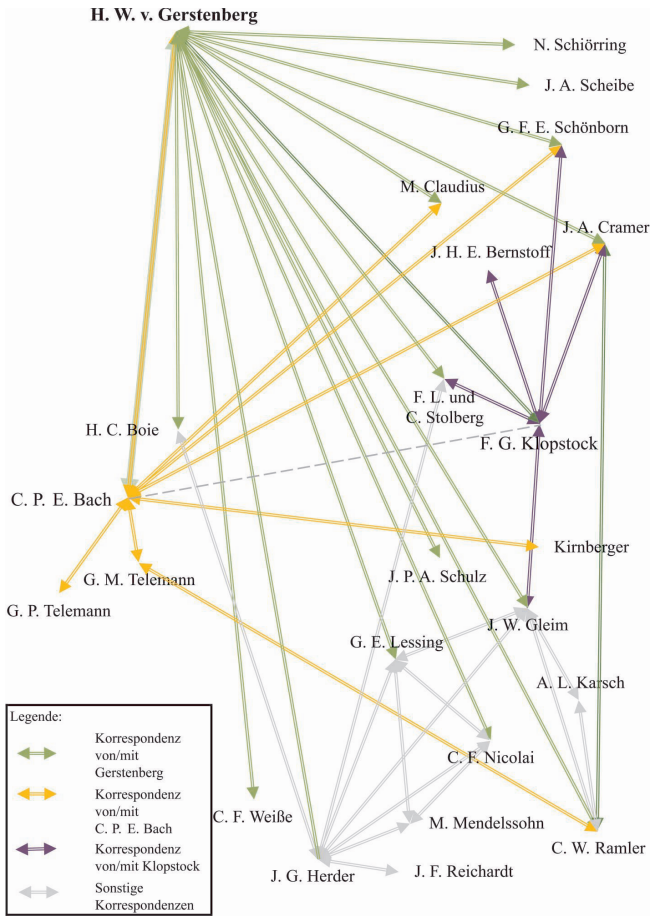 H. W. v. Gerstenberg
N. Schiörring
J. A. Scheibe
G. F. E. Schönborn
M. Claudius
J. A. Cramer
J. H. E. Bernstoff
F. L. und
C. Stolberg
H. C. Boie
F. G. Klopstock
C. P. E. Bach
Kirnberger
J. P. A. Schulz
G. M. Telemann
G. P. Telemann
J. W. Gleim
G. E. Lessing
A. L. Karsch
C. F. Nicolai
C. F. Weiße
M. Mendelssohn
C. W. Ramler
J. G. Herder
J. F. Reichardt
Legende:
Korrespondenz
von/mit
Gerstenberg
Korrespondenz
von/mit
C. P. E. Bach
Korrespondenz
von/mit Klopstock
Sonstige
Korrespondenzen